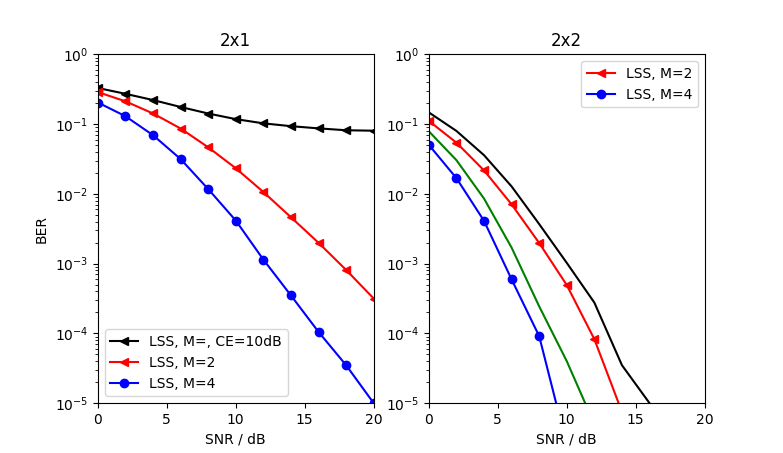 2x1
10⁰
10⁻¹
10⁻²
10⁻³
10⁻⁴
10⁻⁵
BER
LSS, M=, CE=10dB
LSS, M=2
LSS, M=4
0 5 10 15 20
SNR / dB
2x2
10⁰
10⁻¹
10⁻²
10⁻³
10⁻⁴
10⁻⁵
LSS, M=2
LSS, M=4
0 5 10 15 20
SNR / dB